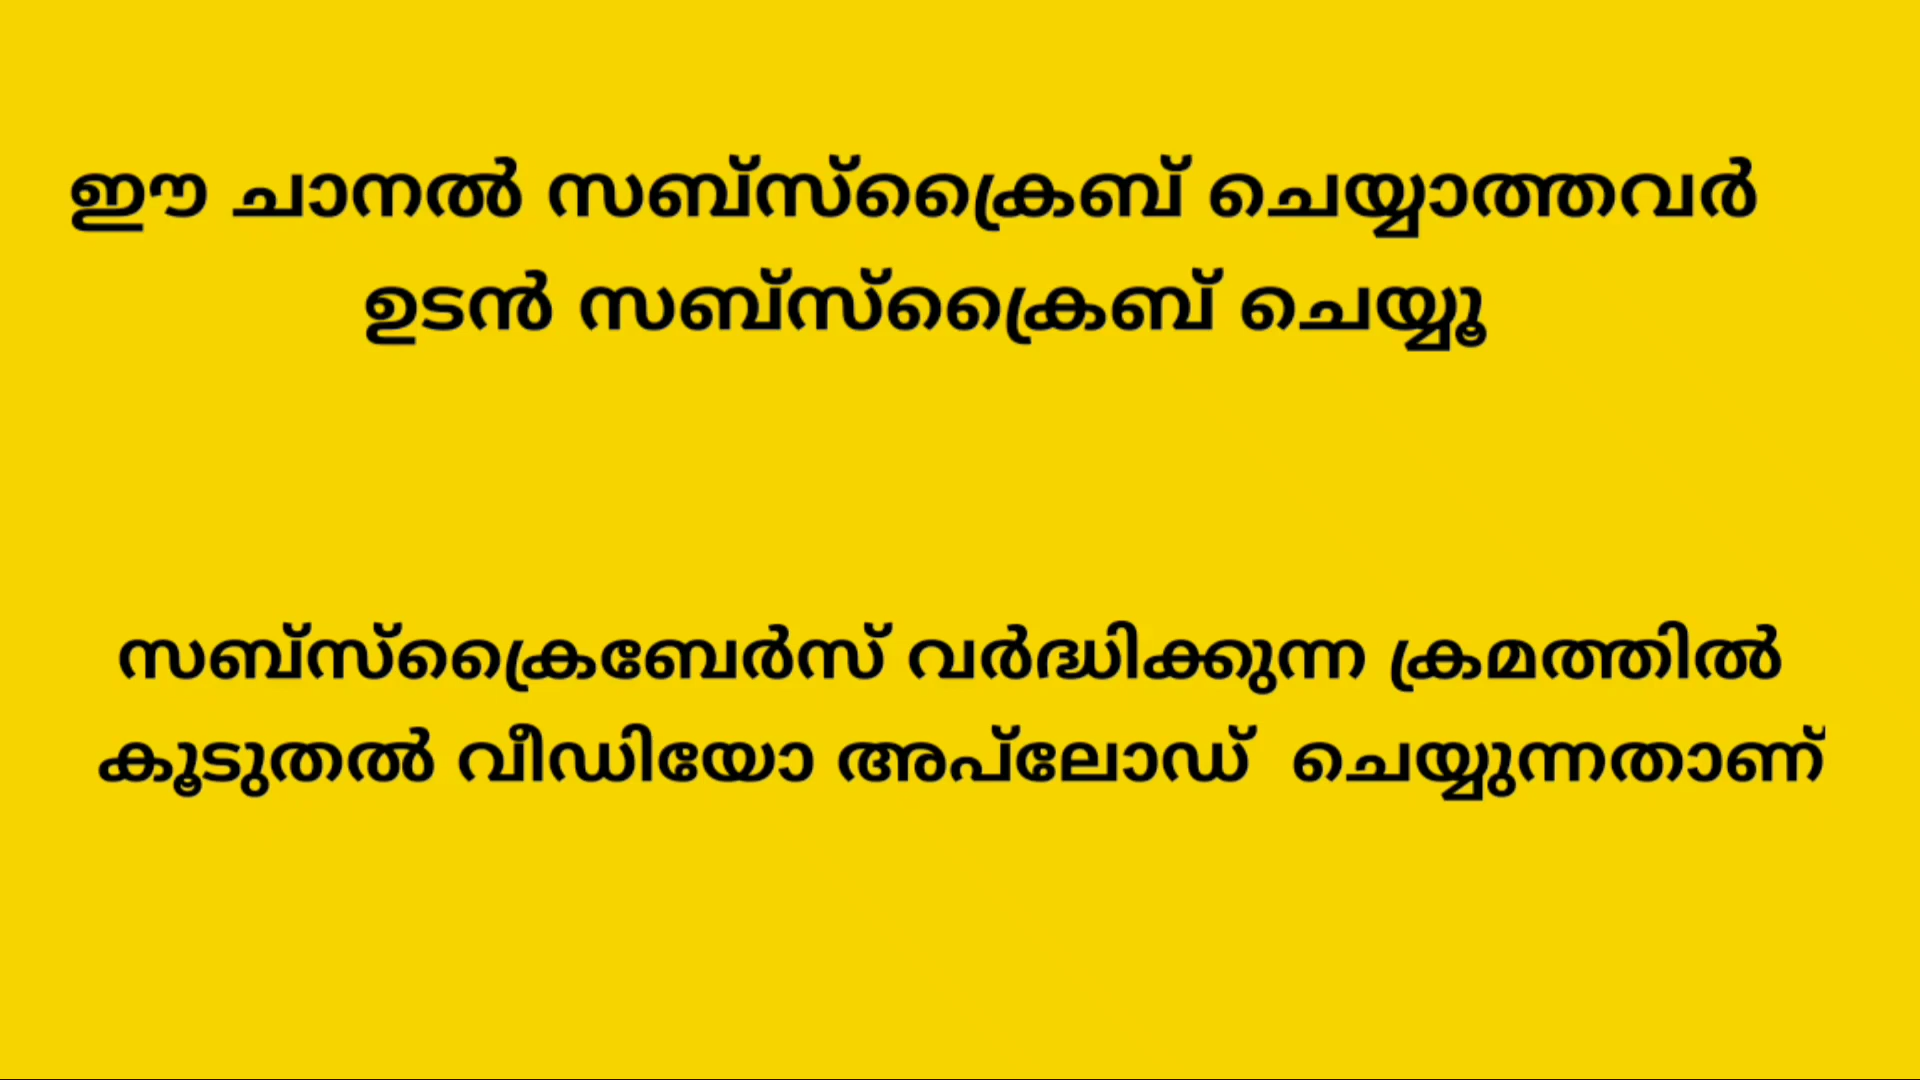 ഈ ചാനൽ സബ്സ്ക്രൈബ് ചെയ്യാത്തവർ
ഉടൻ സബ്സ്ക്രൈബ് ചെയ്യൂ
സബ്സ്ക്രൈബേർസ് വർദ്ധിക്കുന്ന ക്രമത്തിൽ
കൂടുതൽ വീഡിയോ അപ്ലോഡ് ചെയ്യുന്നതാണ്